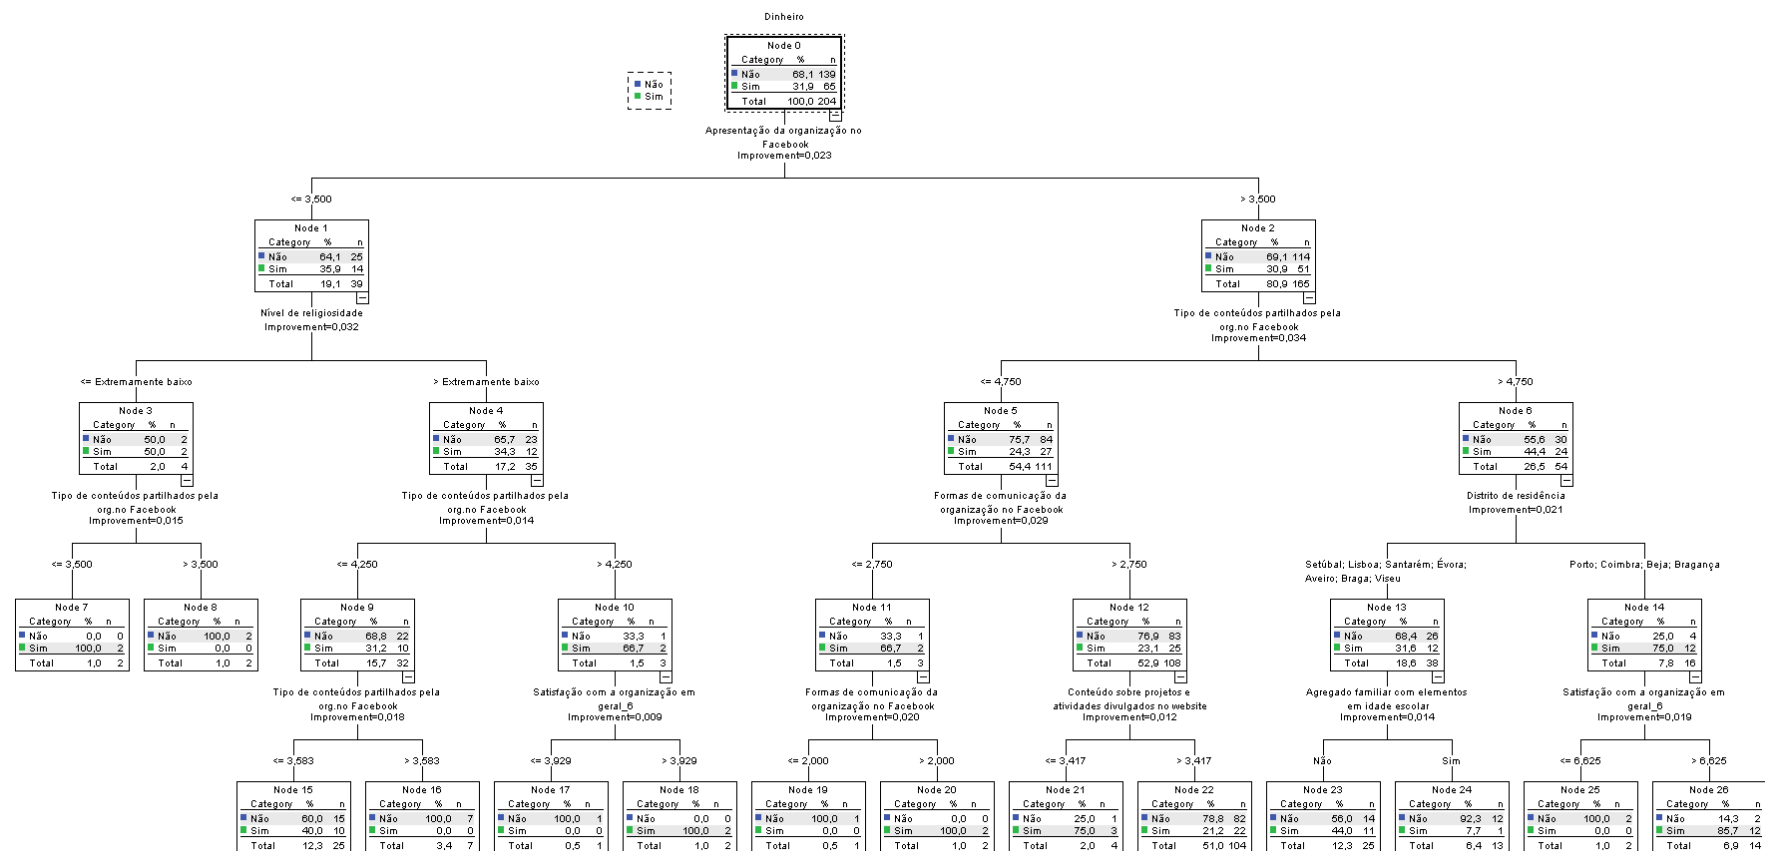 Dinheiro
Node 0
Category % n
Não 68,1 139
Sim 31,9 65
Total 100,0 204
Não
Sim
Apresentação da organização no
Facebook
Improvement=0,023
<= 3,500
> 3,500
Node 1
Category % n
Não 64,1 25
Sim 35,9 14
Total 19,1 39
Node 2
Category % n
Não 69,1 114
Sim 30,9 51
Total 80,9 165
Nível de religiosidade
Improvement=0,032
Tipo de conteúdos partilhados pela
org.no Facebook
Improvement=0,034
<= Extremamente baixo
> Extremamente baixo
<= 4,750
> 4,750
Node 3
Category % n
Não 50,0 2
Sim 50,0 2
Total 2,0 4
Node 4
Category % n
Não 65,7 23
Sim 34,3 12
Total 17,2 35
Node 5
Category % n
Não 75,7 84
Sim 24,3 27
Total 54,4 111
Node 6
Category % n
Não 55,6 30
Sim 44,4 24
Total 26,5 54
Tipo de conteúdos partilhados pela
org.no Facebook
Improvement=0,015
Tipo de conteúdos partilhados pela
org.no Facebook
Improvement=0,014
Formas de comunicação da
organização no Facebook
Improvement=0,029
Distrito de residência
Improvement=0,021
<= 3,500
> 3,500
<= 4,250
> 4,250
<= 2,750
> 2,750
Setúbal; Lisboa; Santarém; Évora;
Aveiro; Braga; Viseu
Porto; Coimbra; Beja; Bragança
Node 7
Category % n
Não 0,0 0
Sim 100,0 2
Total 1,0 2
Node 8
Category % n
Não 100,0 2
Sim 0,0 0
Total 1,0 2
Node 9
Category % n
Não 68,8 22
Sim 31,2 10
Total 15,7 32
Node 10
Category % n
Não 33,3 1
Sim 66,7 2
Total 1,5 3
Node 11
Category % n
Não 33,3 1
Sim 66,7 2
Total 1,5 3
Node 12
Category % n
Não 76,9 83
Sim 23,1 25
Total 52,9 108
Node 13
Category % n
Não 68,4 26
Sim 31,6 12
Total 18,6 38
Node 14
Category % n
Não 25,0 4
Sim 75,0 12
Total 7,8 16
Tipo de conteúdos partilhados pela
org.no Facebook
Improvement=0,018
Satisfação com a organização em
geral_6
Improvement=0,009
Formas de comunicação da
organização no Facebook
Improvement=0,020
Conteúdo sobre projetos e
atividades divulgados no website
Improvement=0,012
Agregado familiar com elementos
em idade escolar
Improvement=0,014
Satisfação com a organização em
geral_6
Improvement=0,019
<= 3,583
> 3,583
<= 3,929
> 3,929
<= 2,000
> 2,000
<= 3,417
> 3,417
Não
Sim
<= 6,625
> 6,625
Node 15
Category % n
Não 60,0 15
Sim 40,0 10
Total 12,3 25
Node 16
Category % n
Não 100,0 7
Sim 0,0 0
Total 3,4 7
Node 17
Category % n
Não 100,0 1
Sim 0,0 0
Total 0,5 1
Node 18
Category % n
Não 0,0 0
Sim 100,0 2
Total 1,0 2
Node 19
Category % n
Não 100,0 1
Sim 0,0 0
Total 0,5 1
Node 20
Category % n
Não 0,0 0
Sim 100,0 2
Total 1,0 2
Node 21
Category % n
Não 25,0 1
Sim 75,0 3
Total 2,0 4
Node 22
Category % n
Não 78,8 82
Sim 21,2 22
Total 51,0 104
Node 23
Category % n
Não 56,0 14
Sim 44,0 11
Total 12,3 25
Node 24
Category % n
Não 92,3 12
Sim 7,7 1
Total 6,4 13
Node 25
Category % n
Não 100,0 2
Sim 0,0 0
Total 1,0 2
Node 26
Category % n
Não 14,3 2
Sim 85,7 12
Total 6,9 14